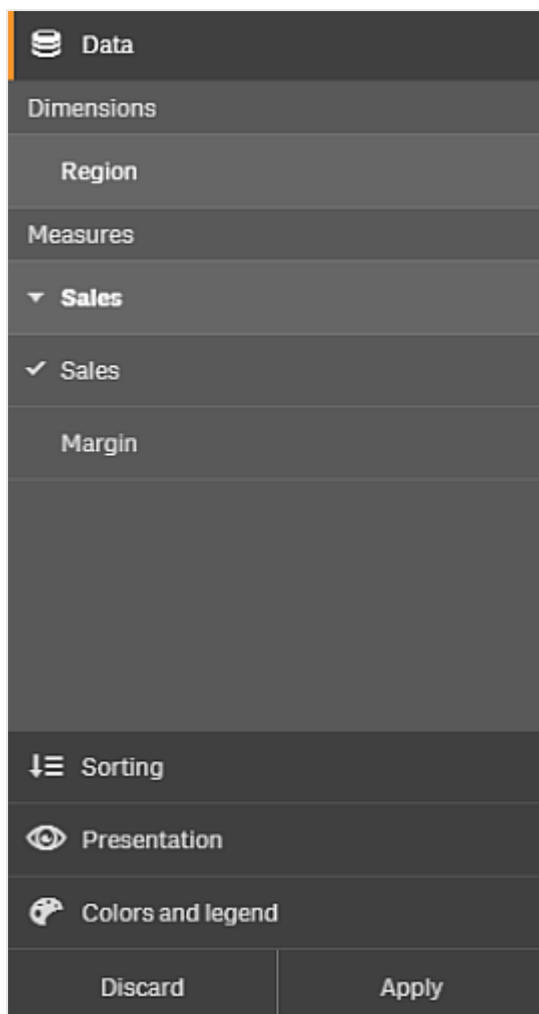 Data
Dimensions
Region
Measures
Sales
Sales
Margin
Sorting
Presentation
Colors and legend
Discard
Apply